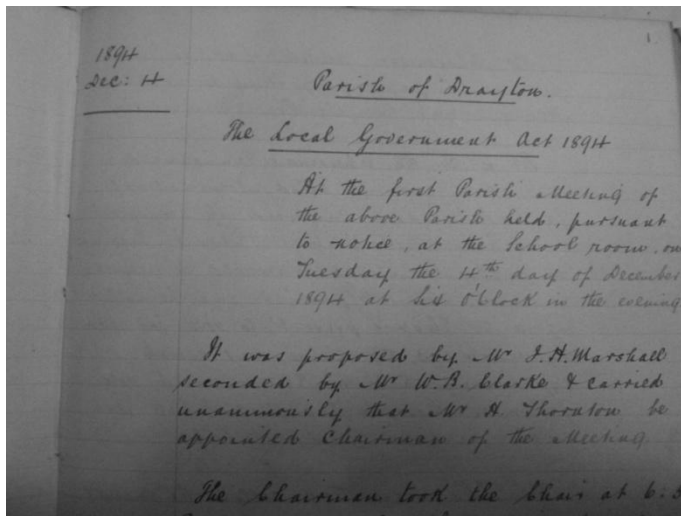 1.
1894
Dec: 4
Parish of Drayton.
The Local Government Act 1894
At the first Parish Meeting of
the above Parish held, pursuant
to notice, at the School room, on
Tuesday the 4th day of December
1894 at Six O'Clock in the evening
It was proposed by Mr J. H. Marshall
seconded by Mr W. B. Clarke & carried
unanimously that Mr H. Thornton be
appointed Chairman of the Meeting
The Chairman took the Chair at 6: